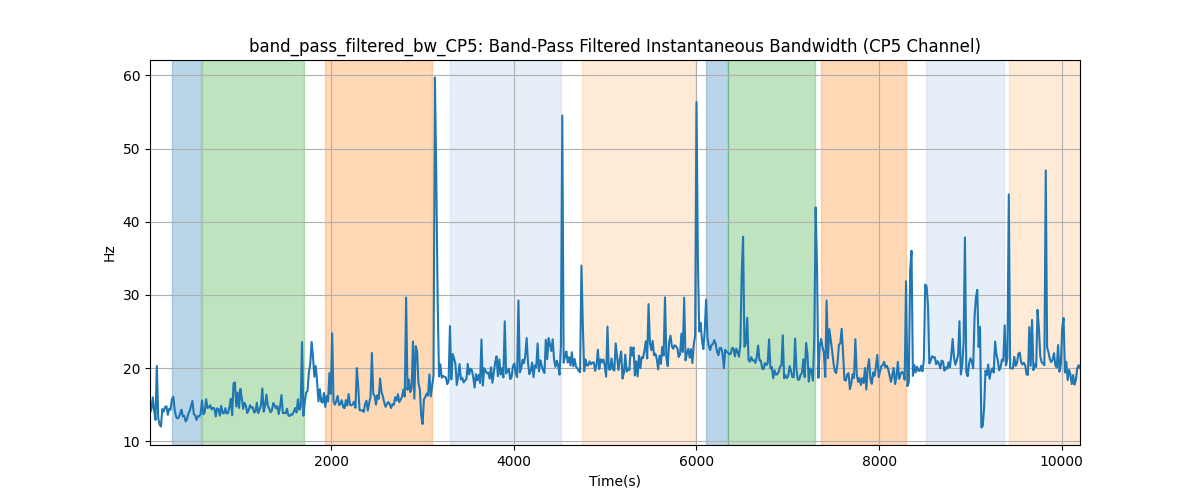 band_pass_filtered_bw_CP5: Band-Pass Filtered Instantaneous Bandwidth (CP5 Channel)
60
50
40
30
20
10
Hz
2000 4000 6000 8000 10000
Time(s)